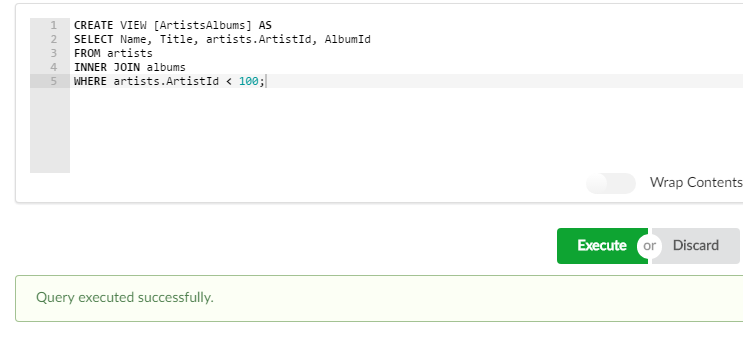 1 CREATE VIEW [ArtistsAlbums] AS
2 SELECT Name, Title, artists.ArtistId, AlbumId
3 FROM artists
4 INNER JOIN albums
5 WHERE artists.ArtistId < 100;
Wrap Contents
Execute or Discard
Query executed successfully.